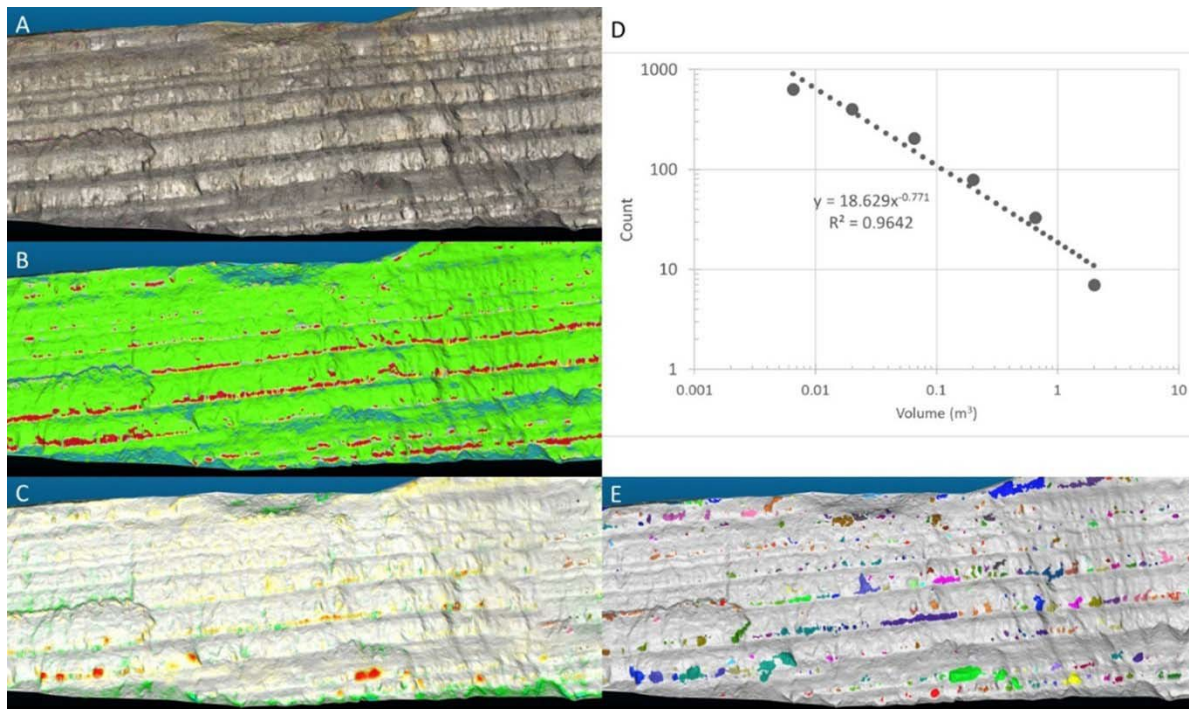 A
B
C
D
1000
100
10
1
Count
y = 18.629x^-0.771
R² = 0.9642
0.001 0.01 0.1 1 10
Volume (m³)
E